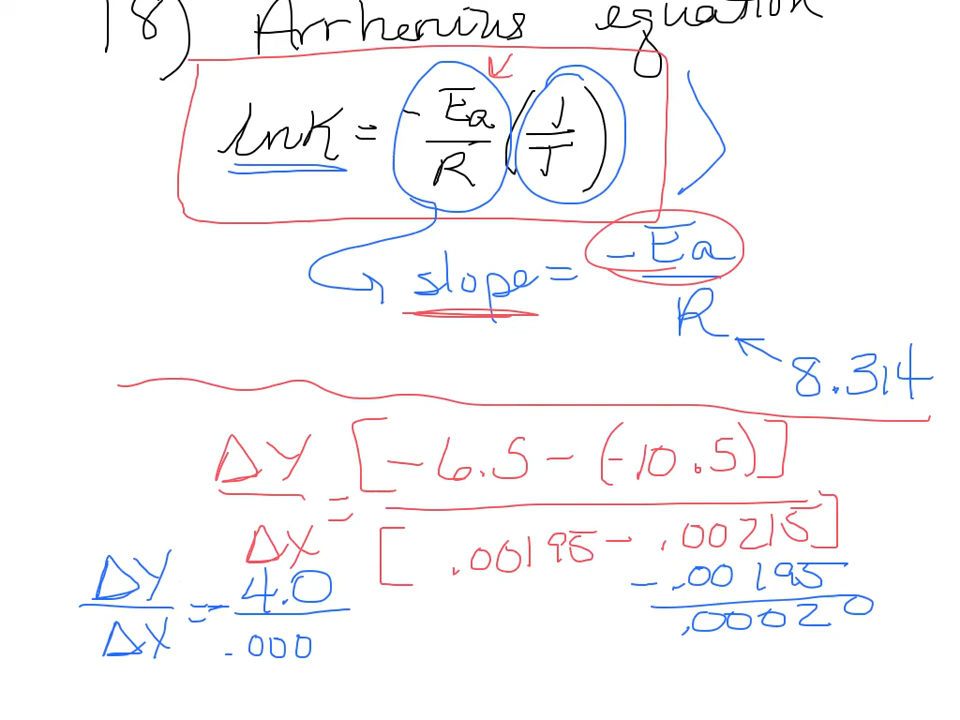 18) Arrhenius equation
lnK = - Ea/R (1/T)
slope = -Ea/R
8.314
ΔY/ΔX = [-6.5 - (-10.5)]/[.00195 - .00215]
-.00195
.00020
ΔY/ΔX = 4.0/.000